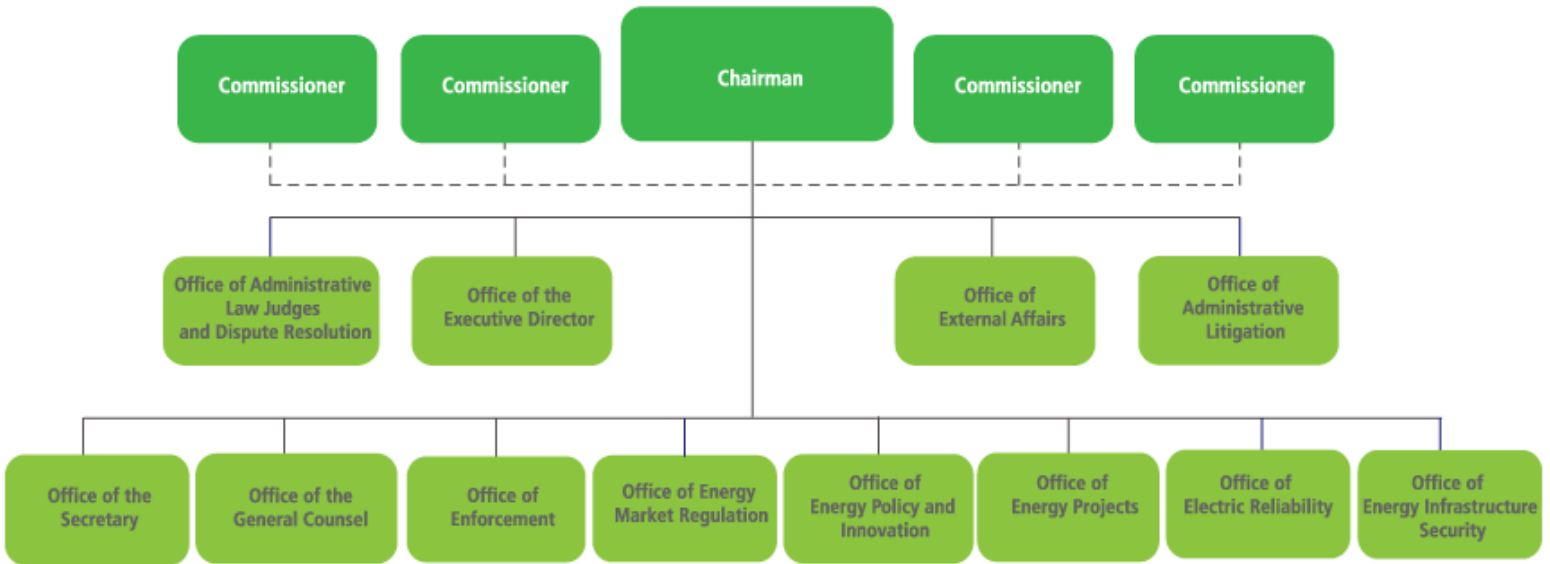 Commissioner
Commissioner
Chairman
Commissioner
Commissioner
Office of Administrative
Law Judges
and Dispute Resolution
Office of the
Executive Director
Office of
External Affairs
Office of
Administrative
Litigation
Office of the
Secretary
Office of the
General Counsel
Office of
Enforcement
Office of Energy
Market Regulation
Office of
Energy Policy and
Innovation
Office of
Energy Projects
Office of
Electric Reliability
Office of
Energy Infrastructure
Security